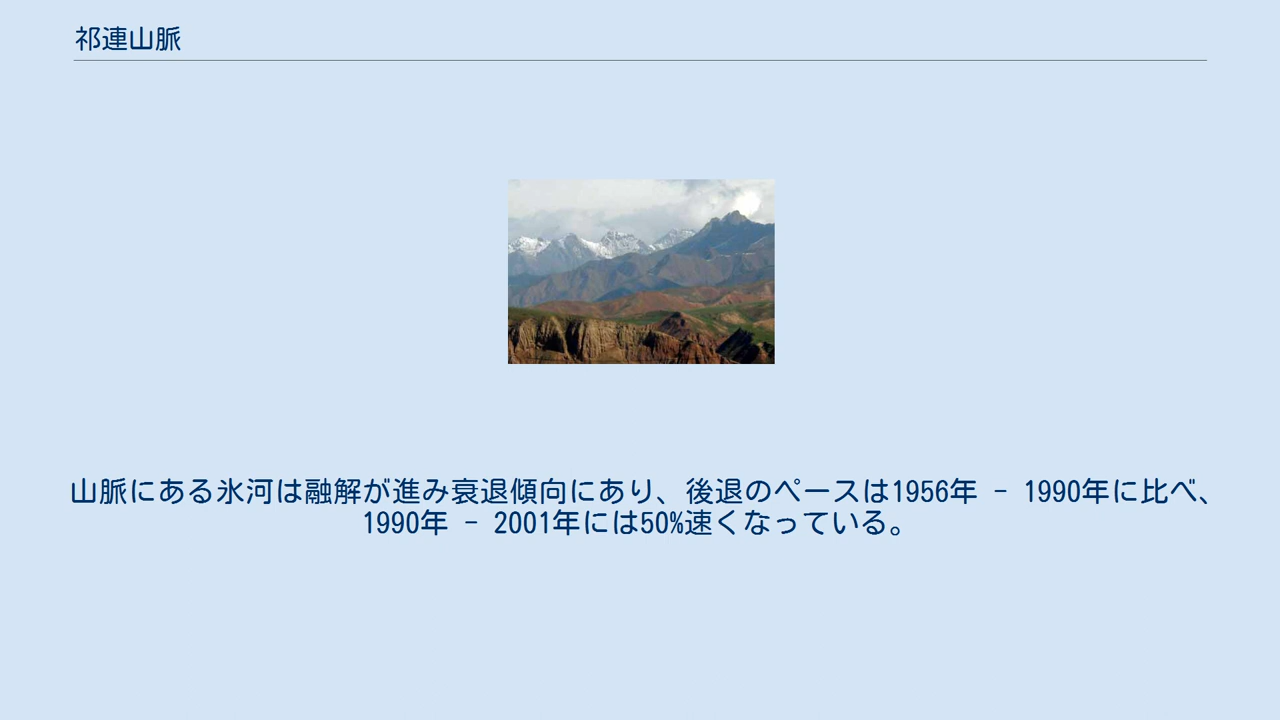 祁連山脈
山脈にある氷河は融解が進み衰退傾向にあり、後退のペースは1956年 - 1990年に比べ、
1990年 - 2001年には50%速くなっている。